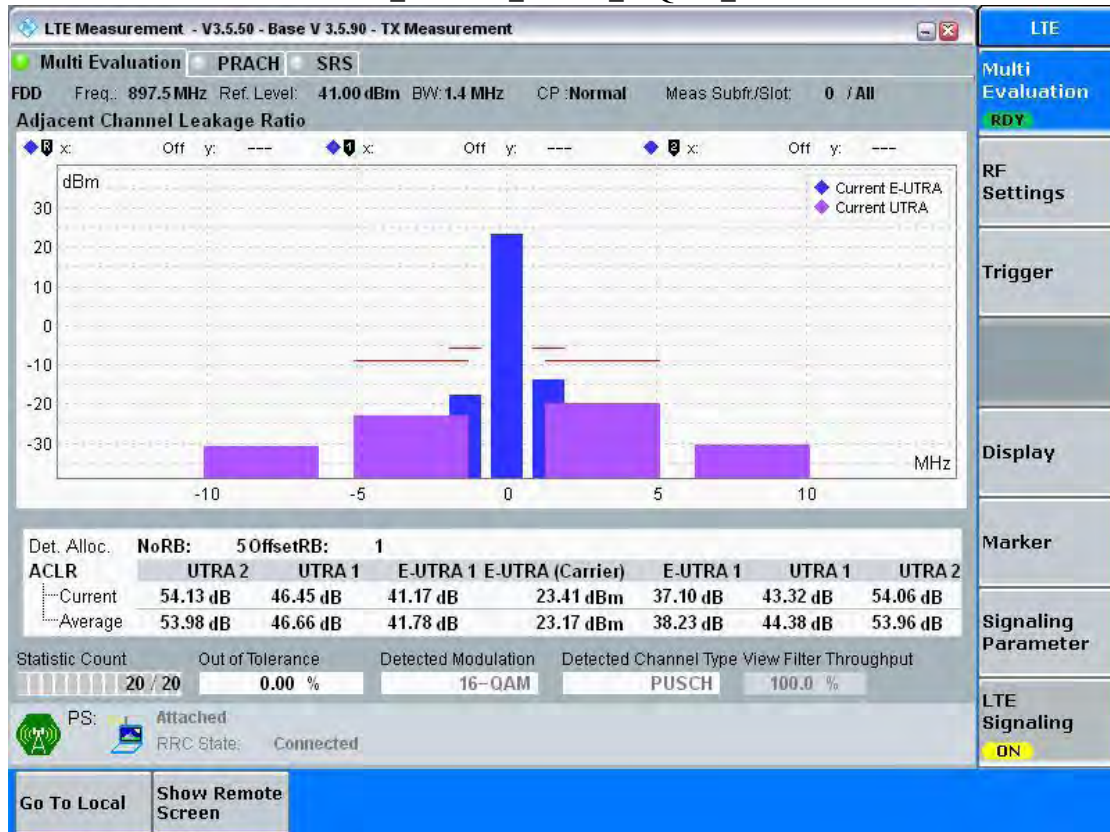 LTE Measurement - V3.5.50 - Base V 3.5.90 - TX Measurement
LTE
Multi Evaluation PRACH SRS
Multi
Evaluation
RDY
FDD Freq.: 897.5 MHz Ref. Level: 41.00 dBm BW: 1.4 MHz CP :Normal Meas Subfr./Slot: 0 / All
Adjacent Channel Leakage Ratio
R x: Off y: --- 1 x: Off y: --- 2 x: Off y: ---
dBm
Current E-UTRA
Current UTRA
30
20
10
0
-10
-20
-30
MHz
-10 -5 0 5 10
RF
Settings
Trigger
Display
Marker
Signaling
Parameter
LTE
Signaling
ON
Det. Alloc. NoRB: 5 OffsetRB: 1
ACLR UTRA 2 UTRA 1 E-UTRA 1 E-UTRA (Carrier) E-UTRA 1 UTRA 1 UTRA 2
Current 54.13 dB 46.45 dB 41.17 dB 23.41 dBm 37.10 dB 43.32 dB 54.06 dB
Average 53.98 dB 46.66 dB 41.78 dB 23.17 dBm 38.23 dB 44.38 dB 53.96 dB
Statistic Count Out of Tolerance Detected Modulation Detected Channel Type View Filter Throughput
20 / 20 0.00 % 16-QAM PUSCH 100.0 %
PS: Attached
RRC State: Connected
Go To Local
Show Remote
Screen